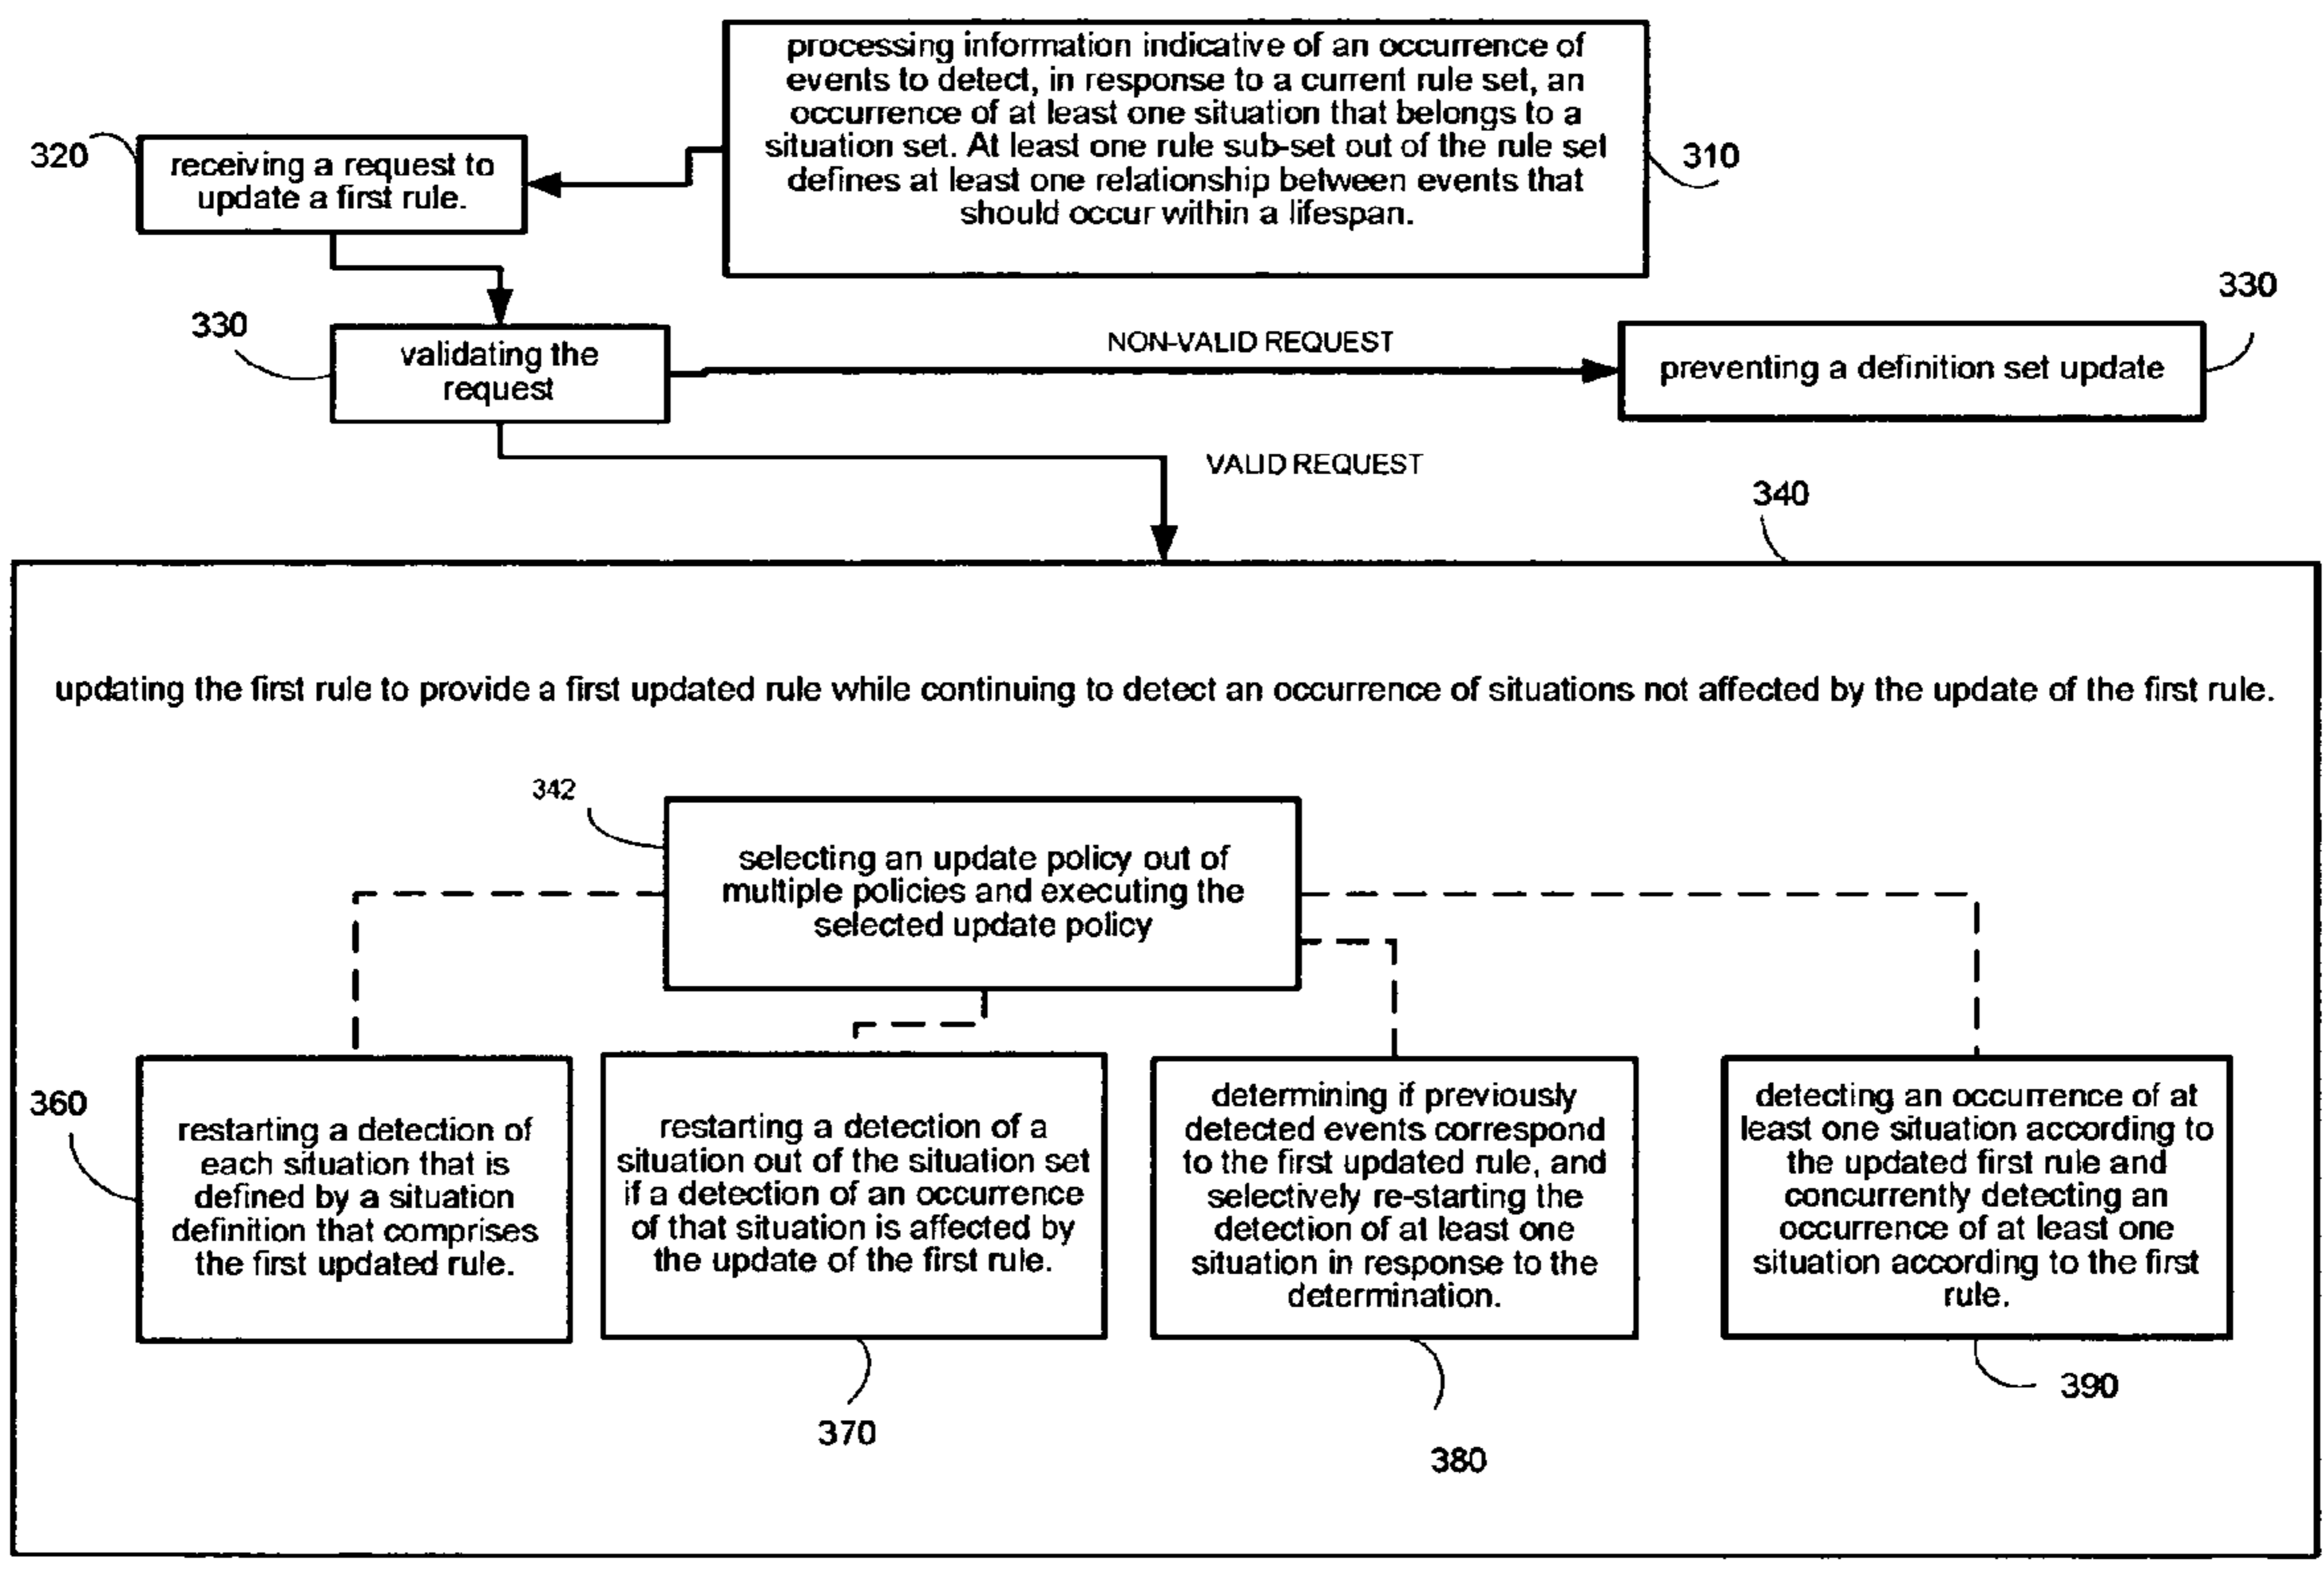 processing information indicative of an occurrence of
events to detect, in response to a current rule set, an
occurrence of at least one situation that belongs to a
situation set. At least one rule sub-set out of the rule set
defines at least one relationship between events that
should occur within a lifespan.
310
320
receiving a request to
update a first rule.
330
validating the
request
NON-VALID REQUEST
330
preventing a definition set update
VALID REQUEST
340
updating the first rule to provide a first updated rule while continuing to detect an occurrence of situations not affected by the update of the first rule.
342
selecting an update policy out of
multiple policies and executing the
selected update policy
360
restarting a detection of
each situation that is
defined by a situation
definition that comprises
the first updated rule.
restarting a detection of a
situation out of the situation set
if a detection of an occurrence
of that situation is affected by
the update of the first rule.
370
determining if previously
detected events correspond
to the first updated rule, and
selectively re-starting the
detection of at least one
situation in response to the
determination.
380
detecting an occurrence of at
least one situation according to
the updated first rule and
concurrently detecting an
occurrence of at least one
situation according to the first
rule.
390